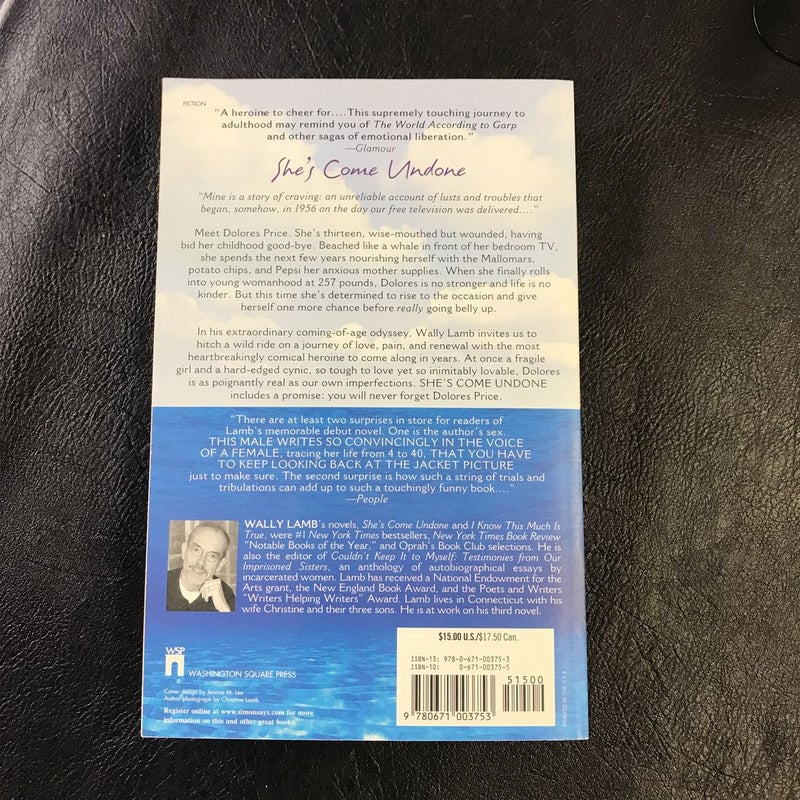 FICTION
"A heroine to cheer for....This supremely touching journey to
adulthood may remind you of The World According to Garp
and other sagas of emotional liberation."
—Glamour
She's Come Undone
"Mine is a story of craving: an unreliable account of lusts and troubles that
began, somehow, in 1956 on the day our free television was delivered...."
Meet Dolores Price. She's thirteen, wise-mouthed but wounded, having
bid her childhood good-bye. Beached like a whale in front of her bedroom TV,
she spends the next few years nourishing herself with the Mallomars,
potato chips, and Pepsi her anxious mother supplies. When she finally rolls
into young womanhood at 257 pounds, Dolores is no stronger and life is no
kinder. But this time she's determined to rise to the occasion and give
herself one more chance before really going belly up.
In his extraordinary coming-of-age odyssey, Wally Lamb invites us to
hitch a wild ride on a journey of love, pain, and renewal with the most
heartbreakingly comical heroine to come along in years. At once a fragile
girl and a hard-edged cynic, so tough to love yet so inimitably lovable, Dolores
is as poignantly real as our own imperfections. SHE'S COME UNDONE
includes a promise: you will never forget Dolores Price.
"There are at least two surprises in store for readers of
Lamb's memorable debut novel. One is the author's sex.
THIS MALE WRITES SO CONVINCINGLY IN THE VOICE
OF A FEMALE, tracing her life from 4 to 40, THAT YOU HAVE
TO KEEP LOOKING BACK AT THE JACKET PICTURE
just to make sure. The second surprise is how such a string of trials and
tribulations can add up to such a touchingly funny book...."
—People
WALLY LAMB's novels, She's Come Undone and I Know This Much Is
True, were #1 New York Times bestsellers, New York Times Book Review
"Notable Books of the Year," and Oprah's Book Club selections. He is
also the editor of Couldn't Keep It to Myself: Testimonies from Our
Imprisoned Sisters, an anthology of autobiographical essays by
incarcerated women. Lamb has received a National Endowment for the
Arts grant, the New England Book Award, and the Poets and Writers
"Writers Helping Writers" Award. Lamb lives in Connecticut with his
wife Christine and their three sons. He is at work on his third novel.
$15.00 U.S./$17.50 Can.
WSP
WASHINGTON SQUARE PRESS
ISBN-13: 978-0-671-00375-3
ISBN-10: 0-671-00375-5
51500
9 780671 003753
Cover design by Jeanne M. Lee
Author photograph by Christine Lamb
Register online at www.simonsays.com for more
information on this and other great books.
PRINTED IN THE U.S.A.